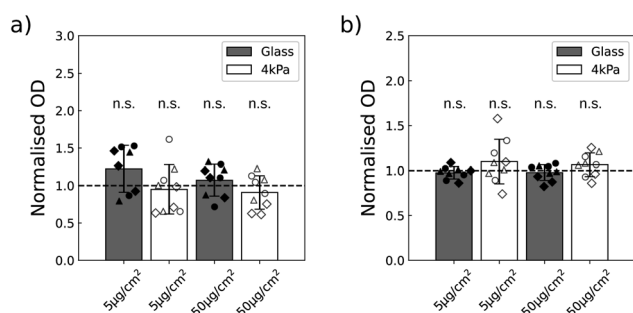 a)
Normalised OD
3.0
2.5
2.0
1.5
1.0
0.5
0.0
Glass
4kPa
n.s. n.s. n.s. n.s.
5µg/cm² 5µg/cm² 50µg/cm² 50µg/cm²
b)
Normalised OD
2.5
2.0
1.5
1.0
0.5
0.0
Glass
4kPa
n.s. n.s. n.s. n.s.
5µg/cm² 5µg/cm² 50µg/cm² 50µg/cm²